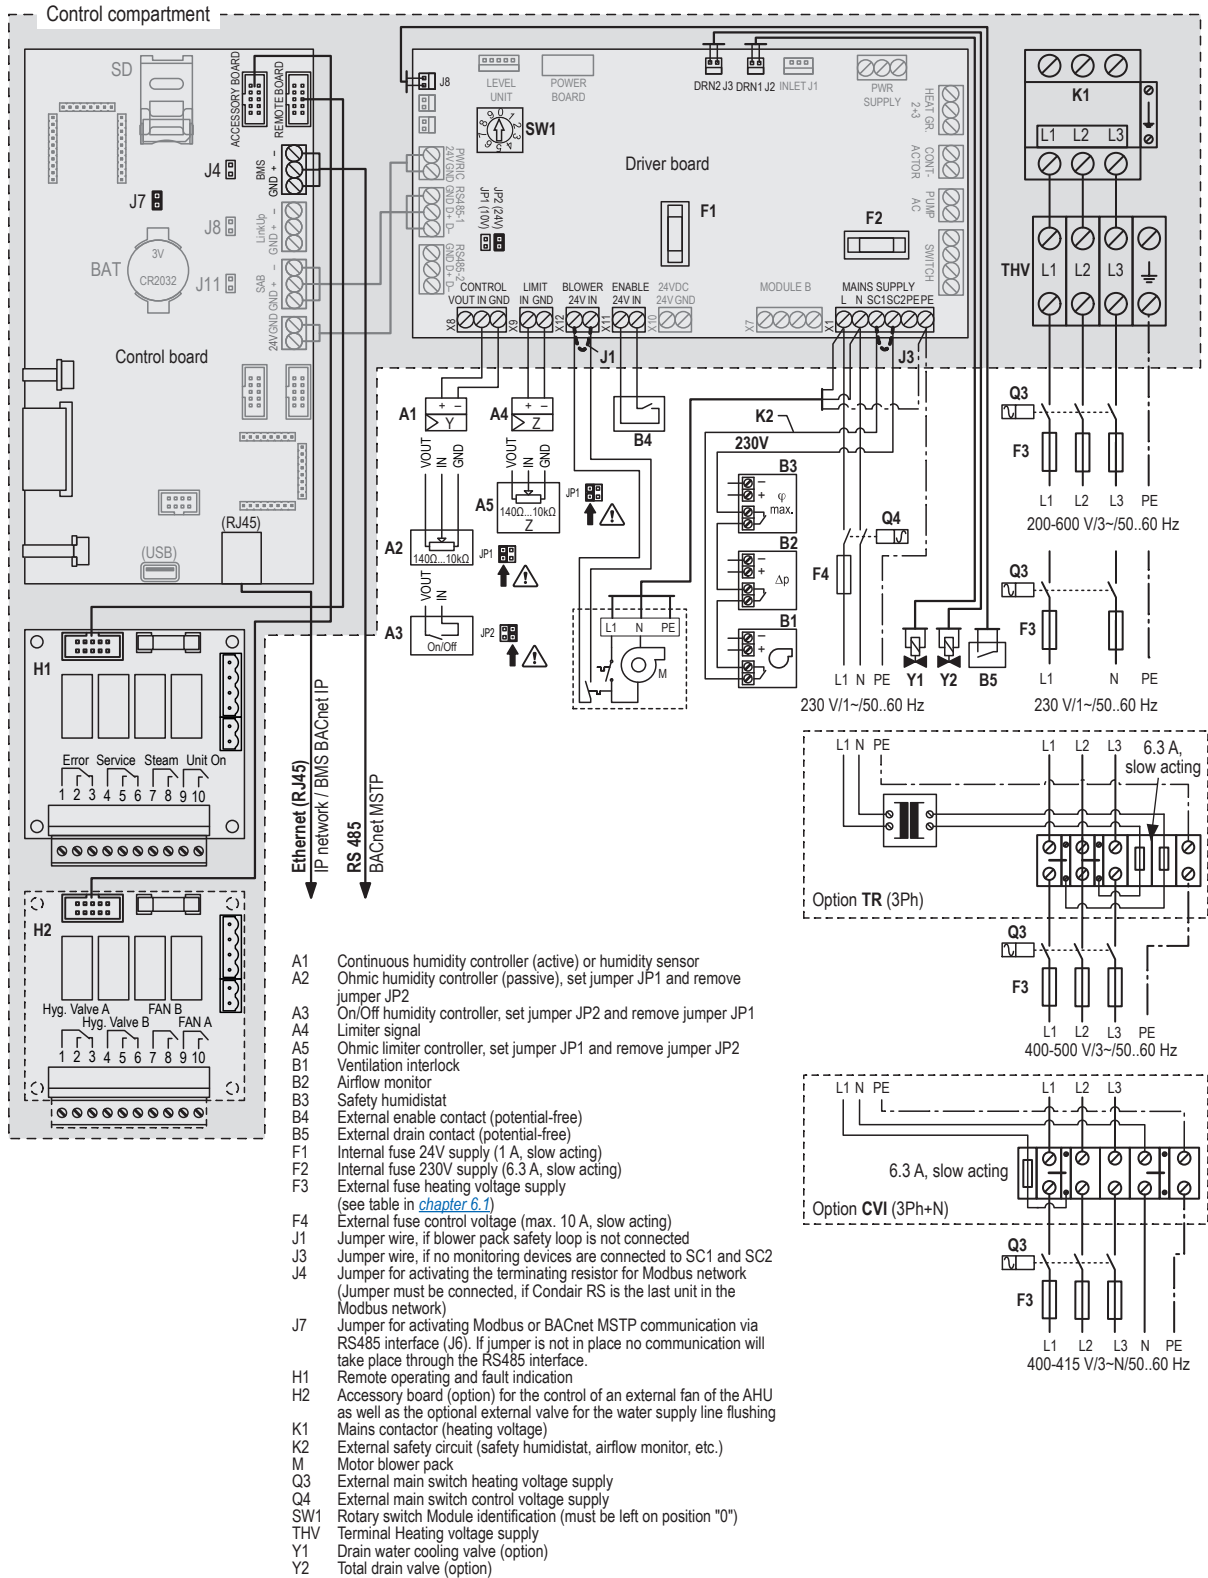 Control compartment
SD
ACCESSORY BOARD
REMOTE BOARD
J4
BMS
GND + -
J7
J8
LinkUp
GND + -
BAT
3V
CR2032
J11
SAB
GND + -
24V GND
Control board
(USB)
(RJ45)
J8
LEVEL
UNIT
POWER
BOARD
DRN2 J3
DRN1 J2
INLET J1
PWR
SUPPLY
HEAT GR.
2+3
SW1
0 1 2 3 4 5 6 7 8 9
Driver board
PWR/C
24V GND
RS485-1
GND D+ D-
RS485-2
GND D+ D-
JP1 (10V)
JP2 (24V)
F1
F2
CONT-
ACTOR
PUMP
AC
SWITCH
CONTROL
VOUT IN GND
X8
LIMIT
IN GND
X9
BLOWER
24V IN
X12
ENABLE
24V IN
X11
24VDC
24V GND
X10
MODULE B
X7
MAINS SUPPLY
L N SC1SC2PEPE
X1
J1
J3
K1
L1 L2 L3
THV
L1 L2 L3
A1
+ -
Y
A4
+ -
Z
B4
K2
230V
VOUT
IN
GND
VOUT
IN
GND
A5
140Ω...10kΩ
Z
JP1
A2
140Ω...10kΩ
JP1
VOUT
IN
A3
On/Off
JP2
L1 N PE
M
B3
-
+
φ
max.
B2
-
+
Δp
B1
-
+
Q4
F4
L1 N PE
230 V/1~/50..60 Hz
Y1
Y2
B5
Q3
F3
L1 L2 L3 PE
200-600 V/3~/50..60 Hz
Q3
F3
L1 N PE
230 V/1~/50..60 Hz
H1
Error Service Steam Unit On
1 2 3 4 5 6 7 8 9 10
Ethernet (RJ45)
IP network / BMS BACnet IP
RS 485
BACnet MSTP
H2
Hyg. Valve A
Hyg. Valve B
FAN B
FAN A
1 2 3 4 5 6 7 8 9 10
L1 N PE
L1 L2 L3
6.3 A,
slow acting
Option TR (3Ph)
Q3
F3
L1 L2 L3 PE
400-500 V/3~/50..60 Hz
L1 N PE
L1 L2 L3
6.3 A, slow acting
Option CVI (3Ph+N)
Q3
F3
L1 L2 L3 N PE
400-415 V/3~N/50..60 Hz
A1 Continuous humidity controller (active) or humidity sensor
A2 Ohmic humidity controller (passive), set jumper JP1 and remove
jumper JP2
A3 On/Off humidity controller, set jumper JP2 and remove jumper JP1
A4 Limiter signal
A5 Ohmic limiter controller, set jumper JP1 and remove jumper JP2
B1 Ventilation interlock
B2 Airflow monitor
B3 Safety humidistat
B4 External enable contact (potential-free)
B5 External drain contact (potential-free)
F1 Internal fuse 24V supply (1 A, slow acting)
F2 Internal fuse 230V supply (6.3 A, slow acting)
F3 External fuse heating voltage supply
(see table in chapter 6.1)
F4 External fuse control voltage (max. 10 A, slow acting)
J1 Jumper wire, if blower pack safety loop is not connected
J3 Jumper wire, if no monitoring devices are connected to SC1 and SC2
J4 Jumper for activating the terminating resistor for Modbus network
(Jumper must be connected, if Condair RS is the last unit in the
Modbus network)
J7 Jumper for activating Modbus or BACnet MSTP communication via
RS485 interface (J6). If jumper is not in place no communication will
take place through the RS485 interface.
H1 Remote operating and fault indication
H2 Accessory board (option) for the control of an external fan of the AHU
as well as the optional external valve for the water supply line flushing
K1 Mains contactor (heating voltage)
K2 External safety circuit (safety humidistat, airflow monitor, etc.)
M Motor blower pack
Q3 External main switch heating voltage supply
Q4 External main switch control voltage supply
SW1 Rotary switch Module identification (must be left on position "0")
THV Terminal Heating voltage supply
Y1 Drain water cooling valve (option)
Y2 Total drain valve (option)